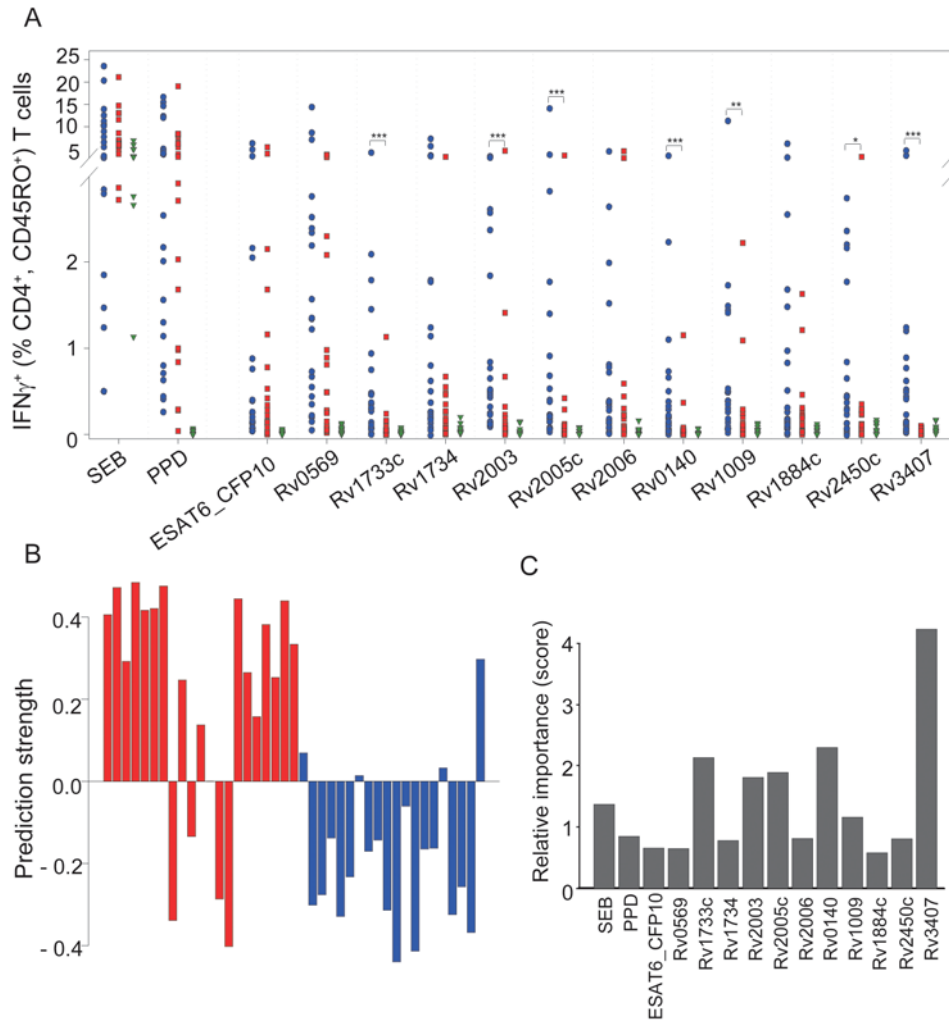 A
IFNγ⁺ (% CD4⁺, CD45RO⁺) T cells
25
20
15
10
5
2
1
0
***
***
***
***
**
*
***
SEB
PPD
ESAT6_CFP10
Rv0569
Rv1733c
Rv1734
Rv2003
Rv2005c
Rv2006
Rv0140
Rv1009
Rv1884c
Rv2450c
Rv3407
B
Prediction strength
0.4
0.2
0.0
- 0.2
- 0.4
C
Relative importance (score)
4
3
2
1
0
SEB
PPD
ESAT6_CFP10
Rv0569
Rv1733c
Rv1734
Rv2003
Rv2005c
Rv2006
Rv0140
Rv1009
Rv1884c
Rv2450c
Rv3407